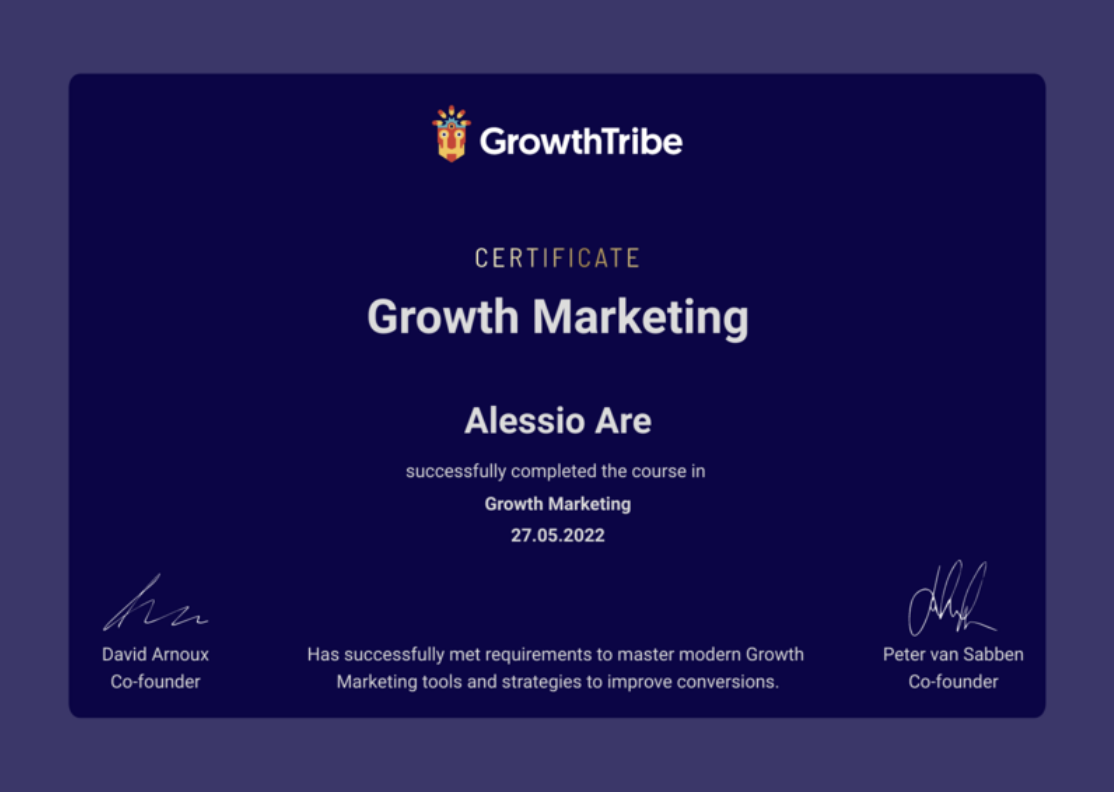 GrowthTribe
CERTIFICATE
Growth Marketing
Alessio Are
successfully completed the course in
Growth Marketing
27.05.2022
David Arnoux
Co-founder
Has successfully met requirements to master modern Growth
Marketing tools and strategies to improve conversions.
Peter van Sabben
Co-founder